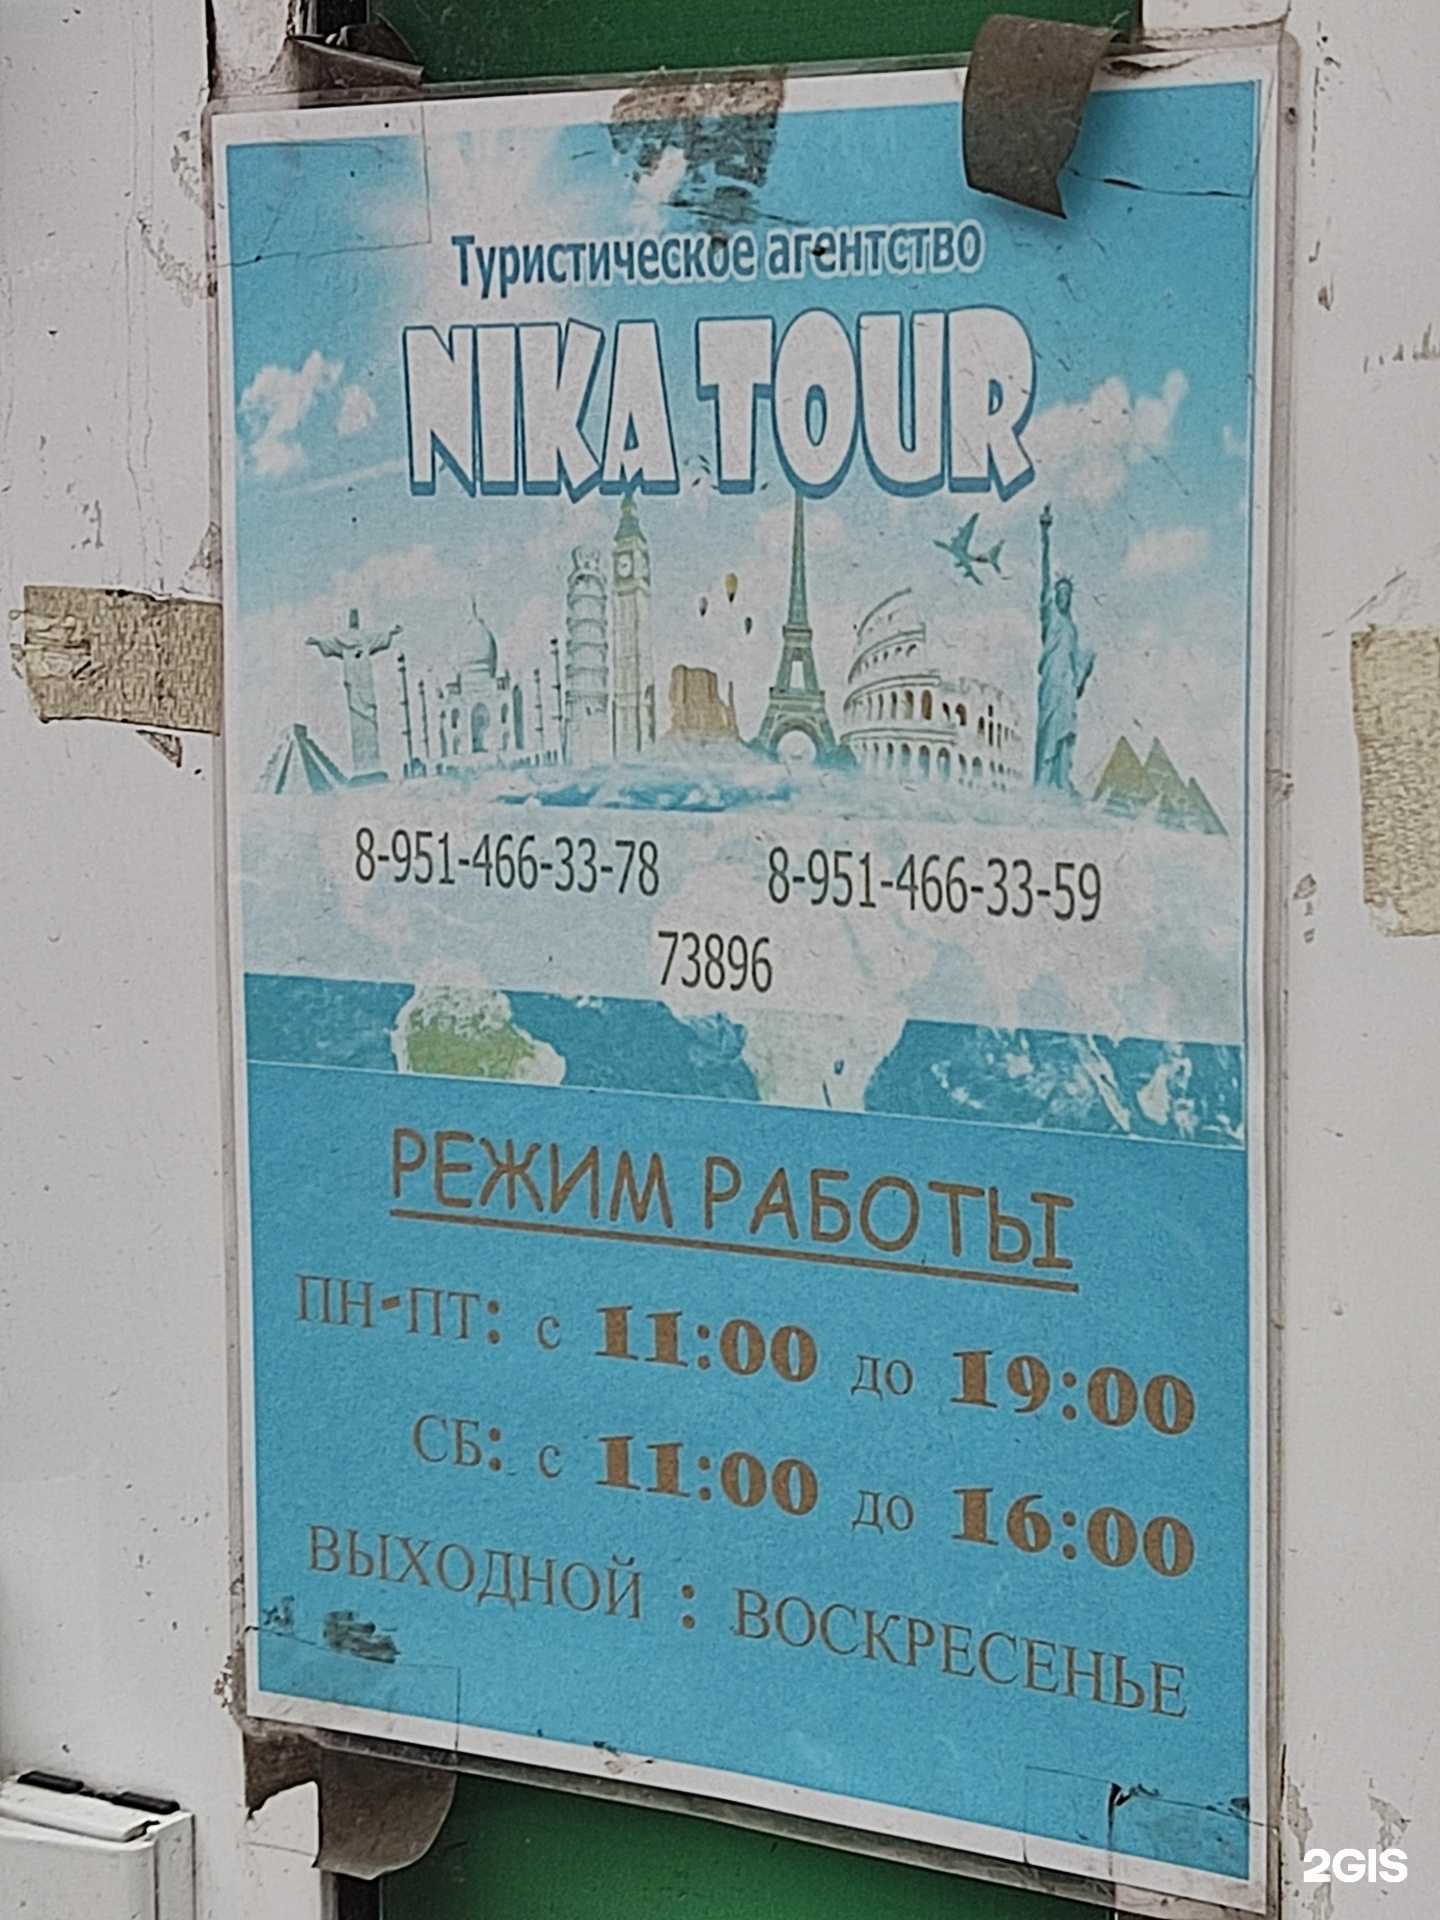 Туристическое агентство
NIKA TOUR
8-951-466-33-78 8-951-466-33-59
73896
РЕЖИМ РАБОТЫ
ПН-ПТ: с 11:00 до 19:00
СБ: с 11:00 до 16:00
ВЫХОДНОЙ : ВОСКРЕСЕНЬЕ
2GIS